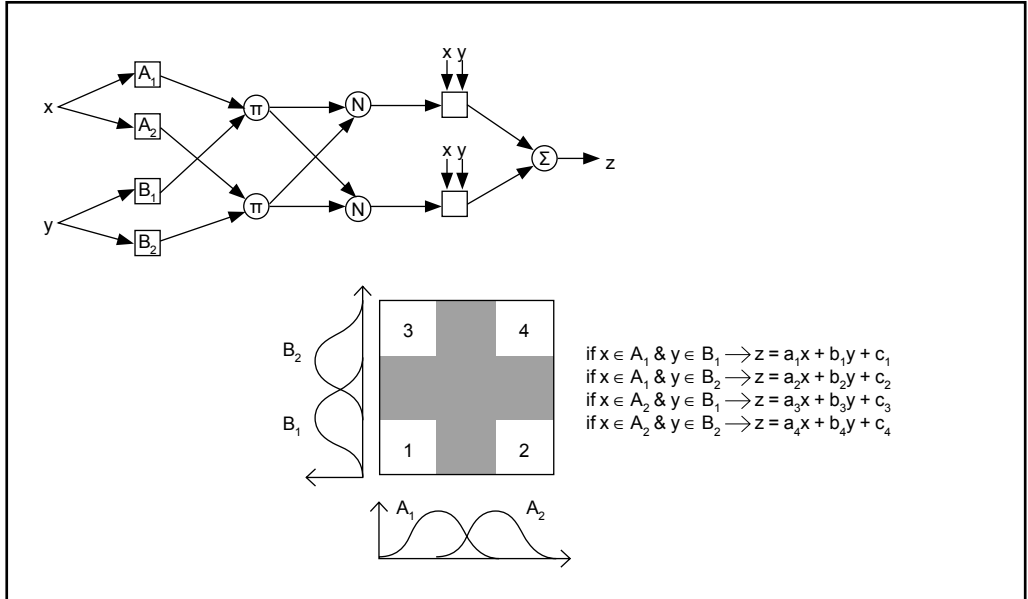 x y
A₁
x
π
N
A₂
Σ
z
x y
B₁
y
π
N
B₂
3
4
B₂
if x ∈ A₁ & y ∈ B₁ → z = a₁x + b₁y + c₁
if x ∈ A₁ & y ∈ B₂ → z = a₂x + b₂y + c₂
if x ∈ A₂ & y ∈ B₁ → z = a₃x + b₃y + c₃
if x ∈ A₂ & y ∈ B₂ → z = a₄x + b₄y + c₄
B₁
1
2
A₁
A₂